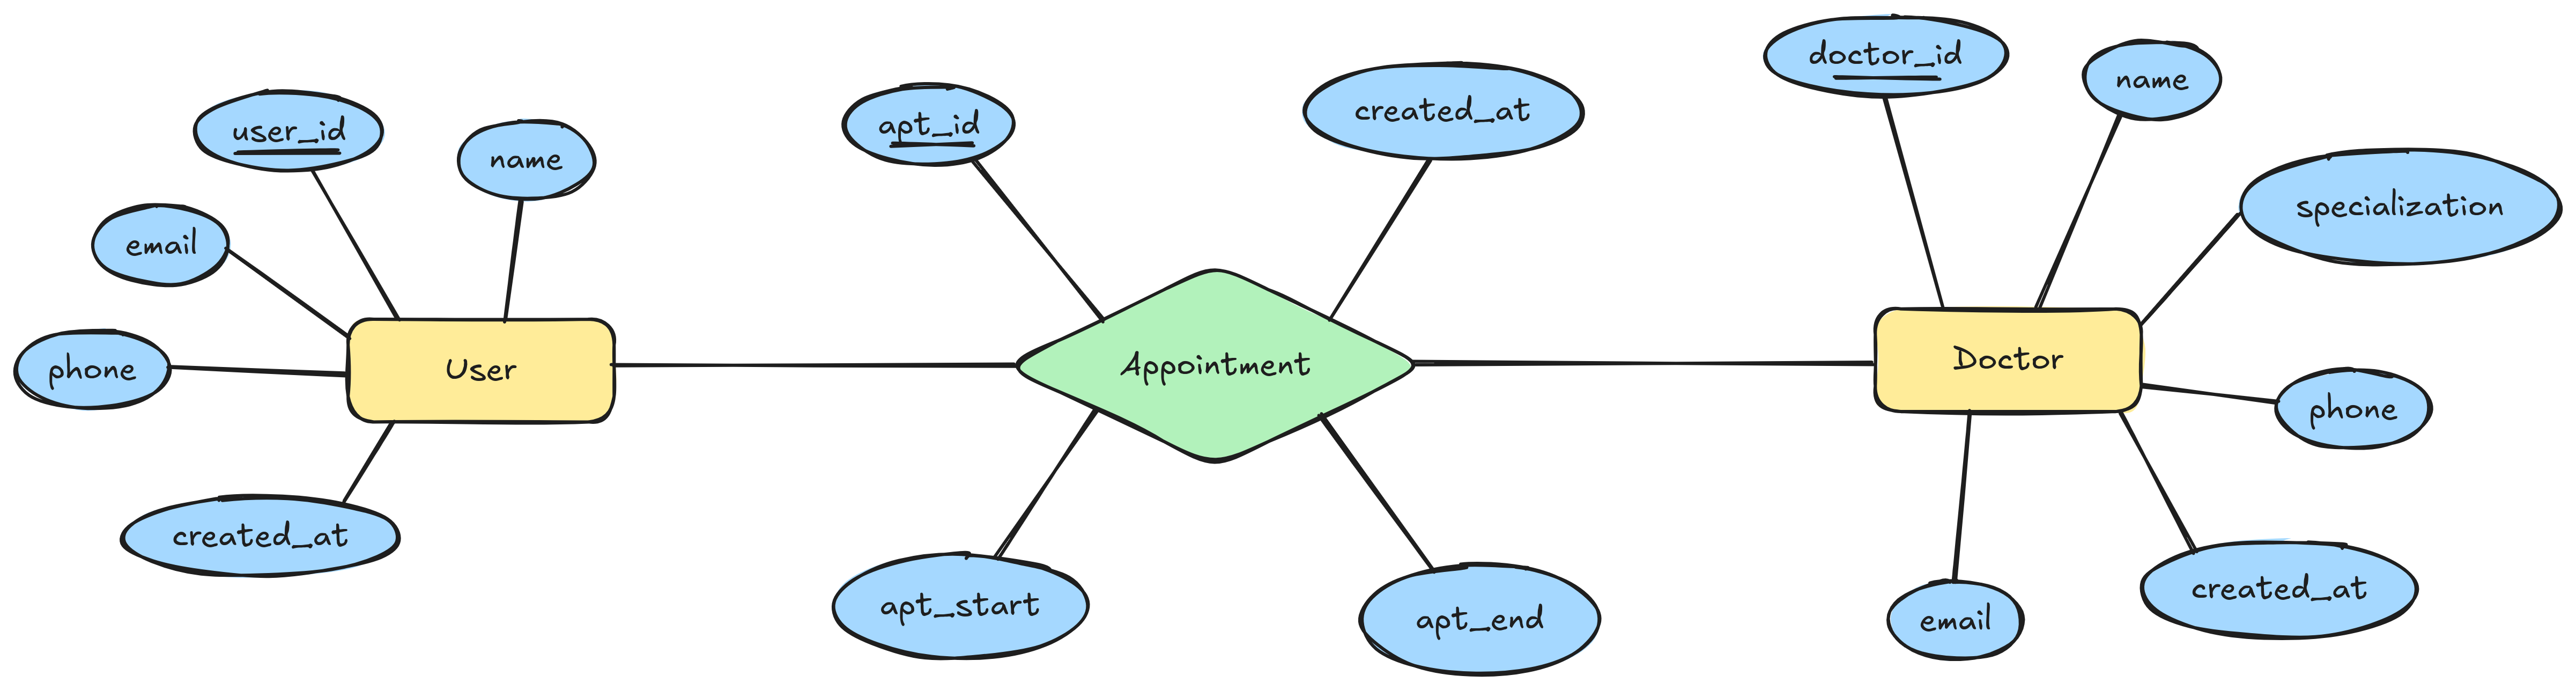 user_id
name
email
phone
User
created_at
apt_id
created_at
Appointment
apt_start
apt_end
doctor_id
name
specialization
Doctor
phone
email
created_at